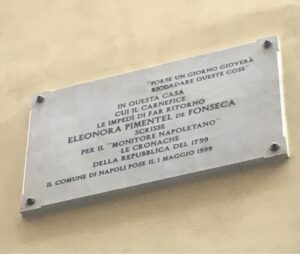 "FORSE UN GIORNO GIOVERÀ
RICORDARE QUESTE COSE"
IN QUESTA CASA
CUI IL CARNEFICE
LE IMPEDÌ DI FAR RITORNO
ELEONORA PIMENTEL DE FONSECA
SCRISSE
PER IL "MONITORE NAPOLETANO"
LE CRONACHE
DELLA REPUBBLICA DEL 1799
IL COMUNE DI NAPOLI POSE IL 1 MAGGIO 1999